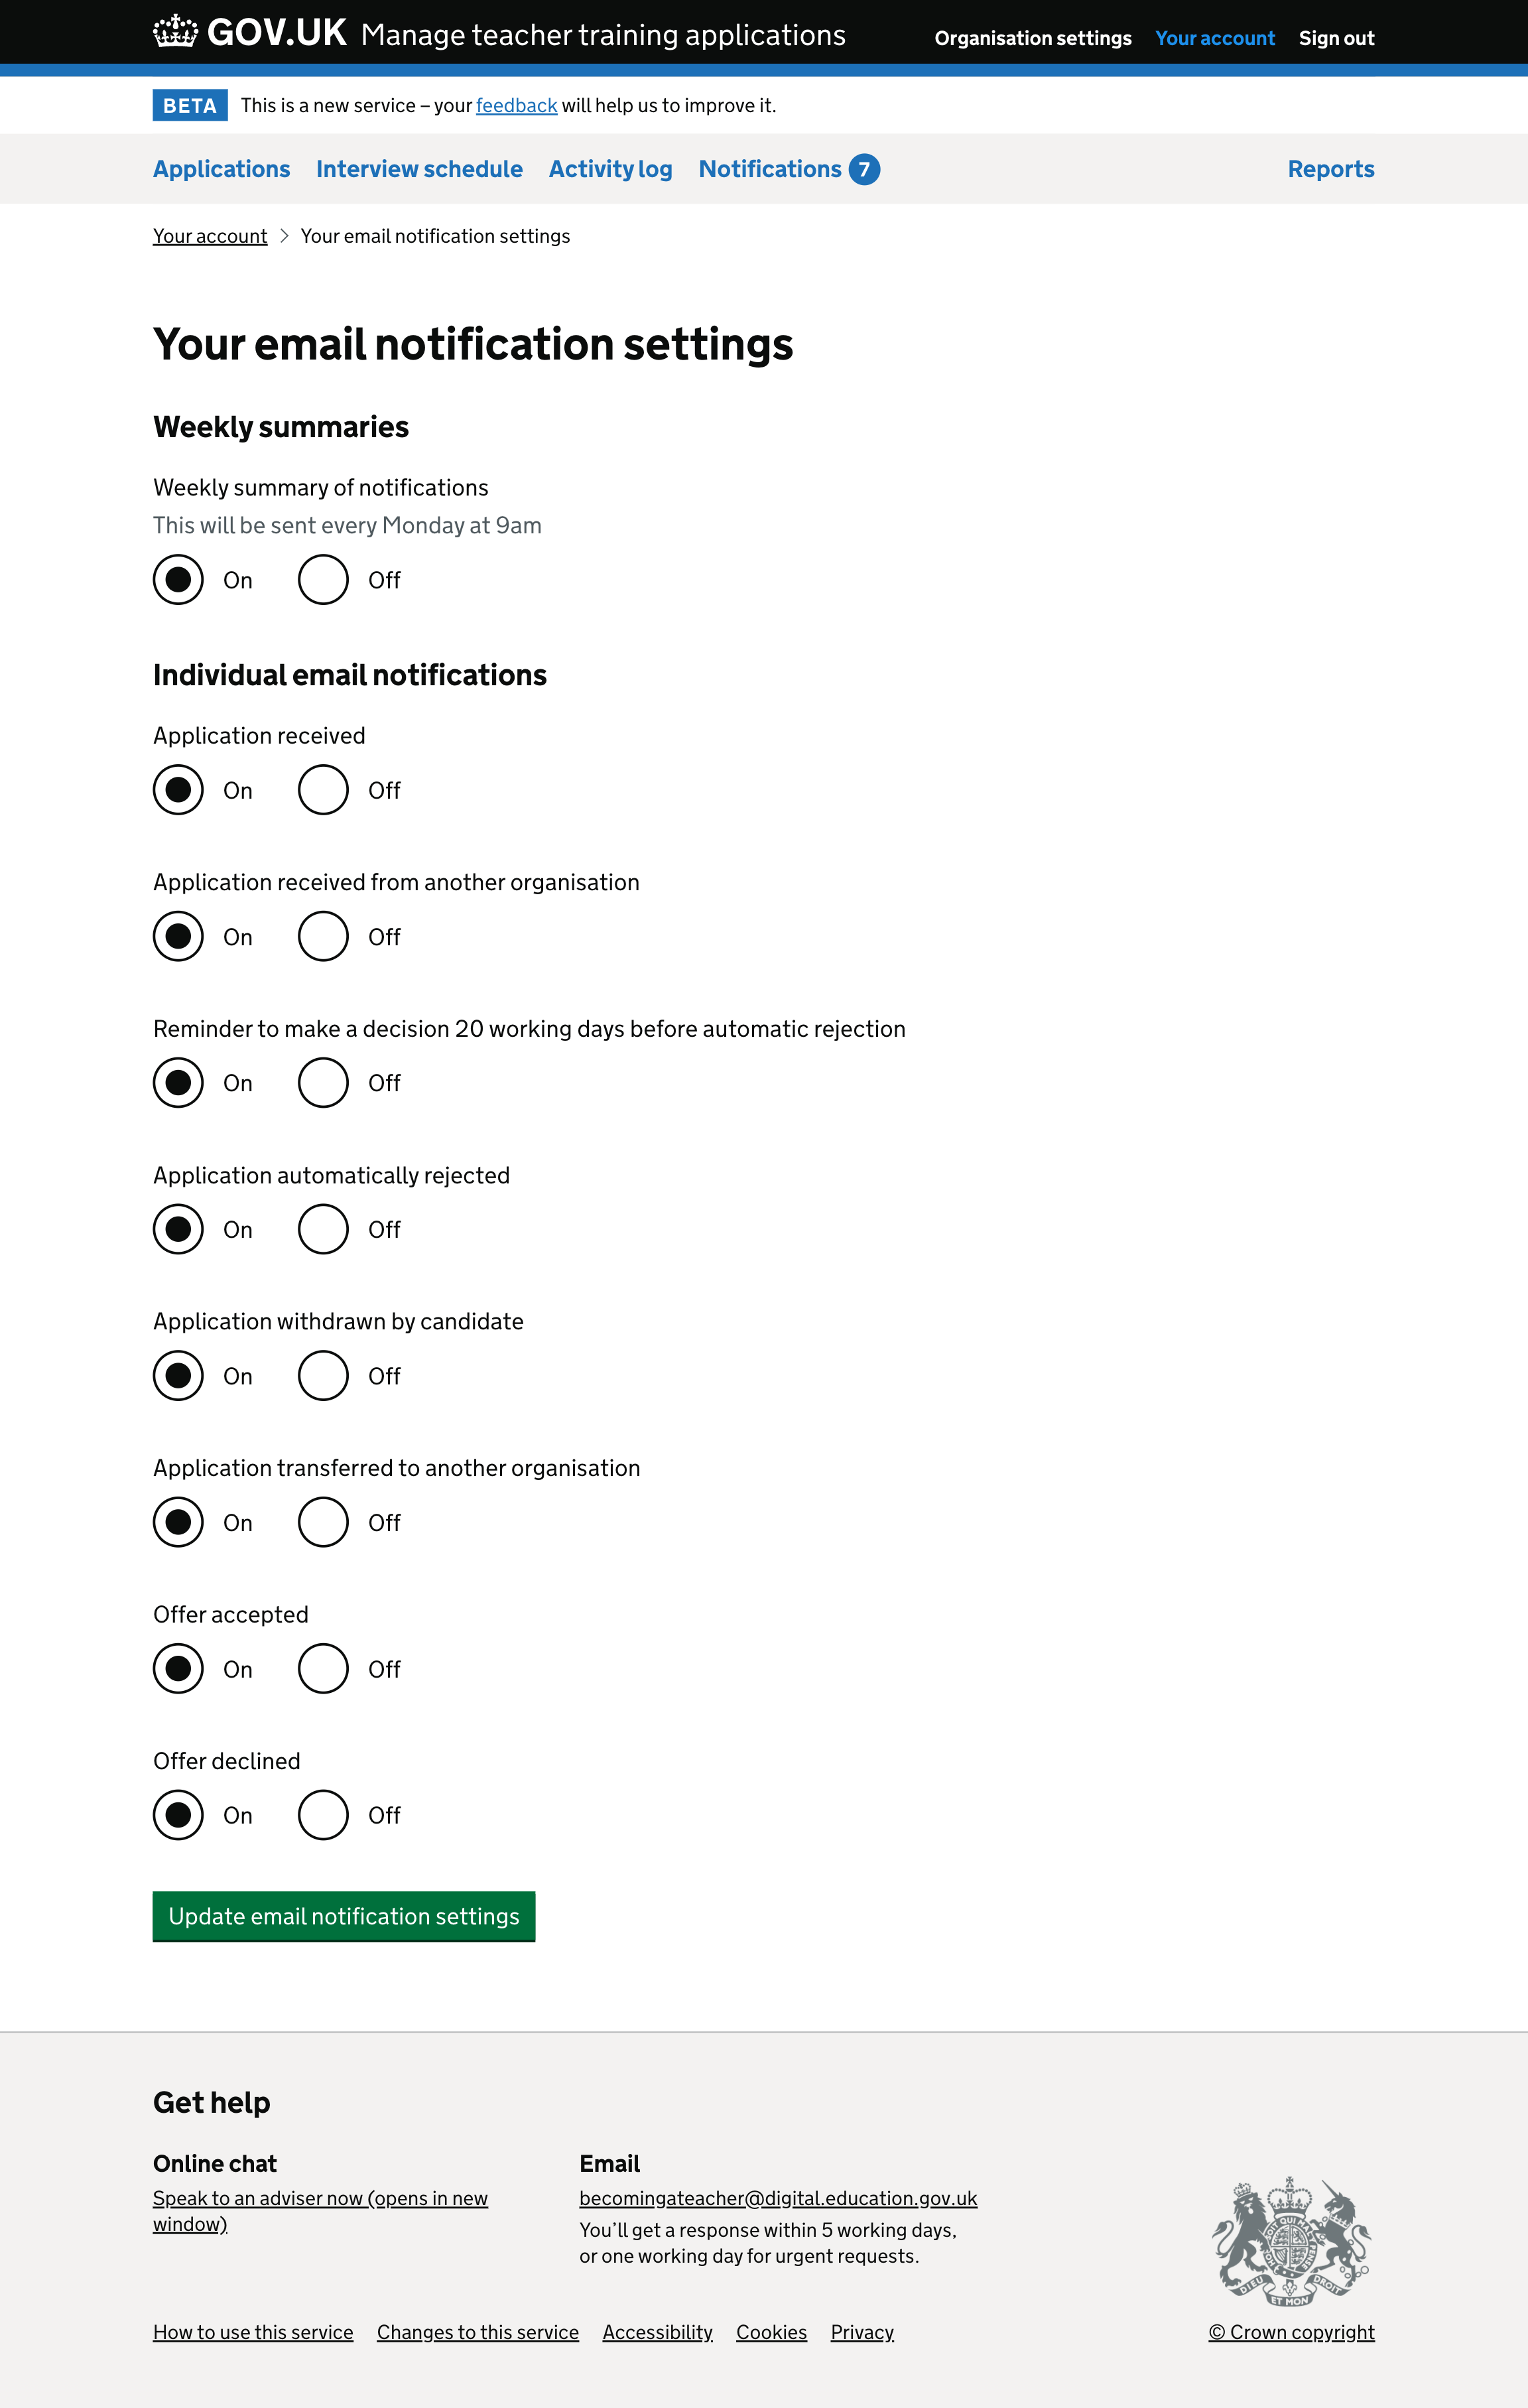 GOV.UK Manage teacher training applications Organisation settings Your account Sign out
BETA This is a new service – your feedback will help us to improve it.
Applications Interview schedule Activity log Notifications 7 Reports
Your account > Your email notification settings
Your email notification settings
Weekly summaries
Weekly summary of notifications
This will be sent every Monday at 9am
On Off
Individual email notifications
Application received
On Off
Application received from another organisation
On Off
Reminder to make a decision 20 working days before automatic rejection
On Off
Application automatically rejected
On Off
Application withdrawn by candidate
On Off
Application transferred to another organisation
On Off
Offer accepted
On Off
Offer declined
On Off
Update email notification settings
Get help
Online chat
Speak to an adviser now (opens in new
window)
Email
becomingateacher@digital.education.gov.uk
You’ll get a response within 5 working days,
or one working day for urgent requests.
DIEU ET MON DROIT
How to use this service Changes to this service Accessibility Cookies Privacy © Crown copyright